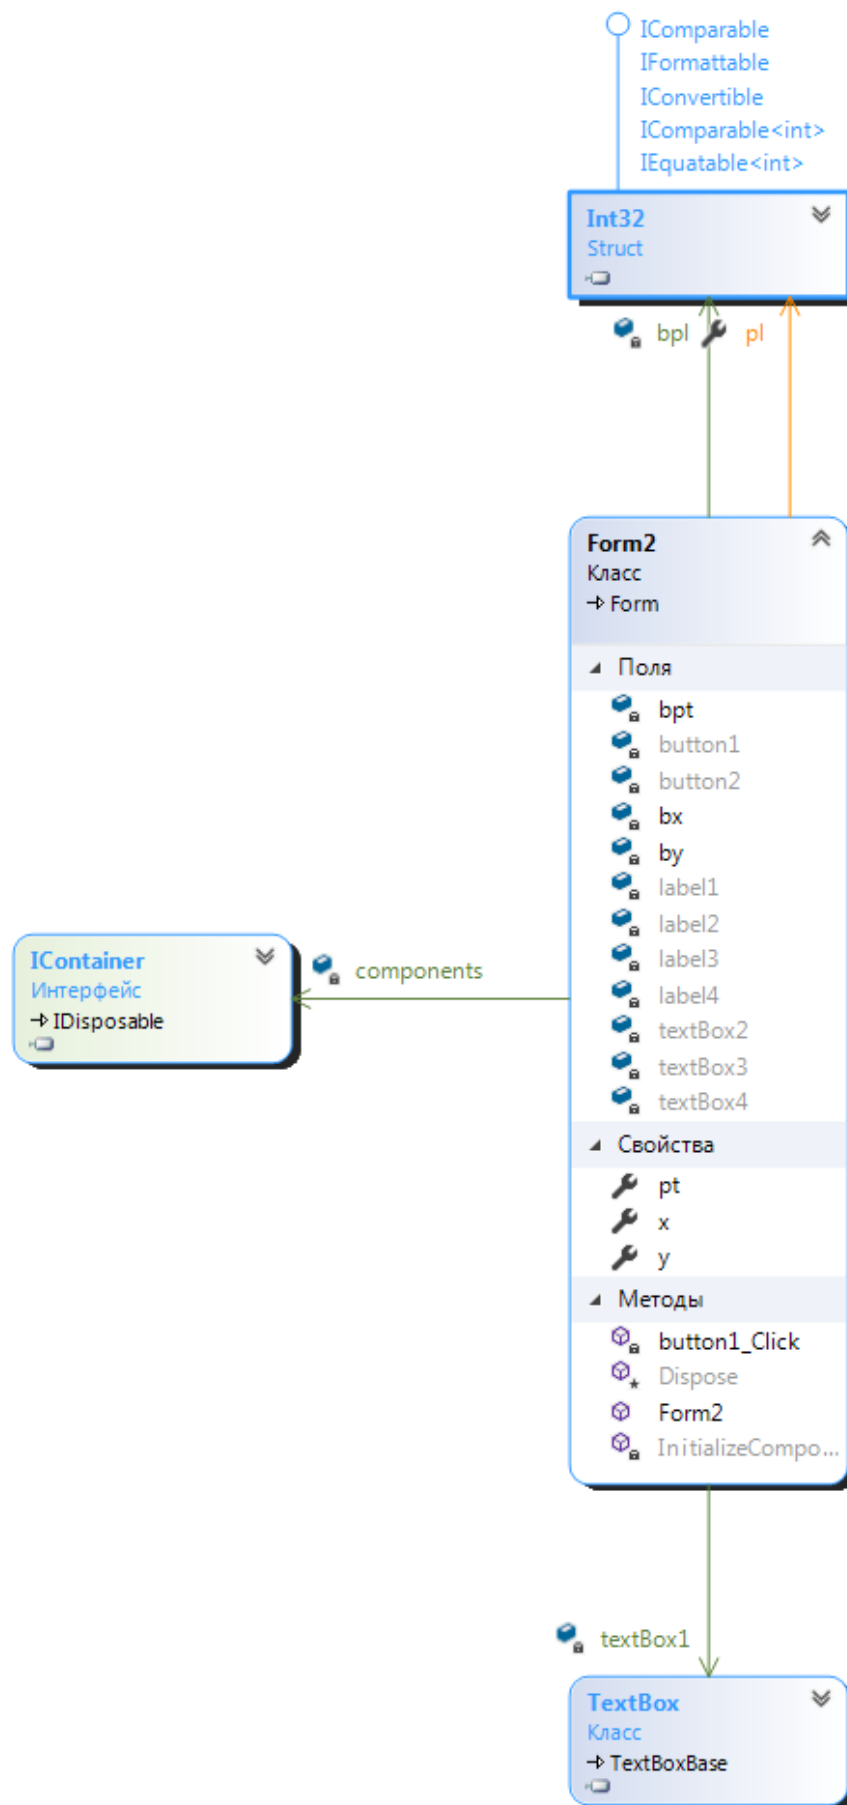 IComparable
IFormattable
IConvertible
IComparable<int>
IEquatable<int>
Int32
Struct
bpl
pl
Form2
Класс
Form
Поля
bpt
button1
button2
bx
by
label1
label2
label3
label4
textBox2
textBox3
textBox4
Свойства
pt
x
y
Методы
button1_Click
Dispose
Form2
InitializeCompo...
IContainer
Интерфейс
IDisposable
components
textBox1
TextBox
Класс
TextBoxBase